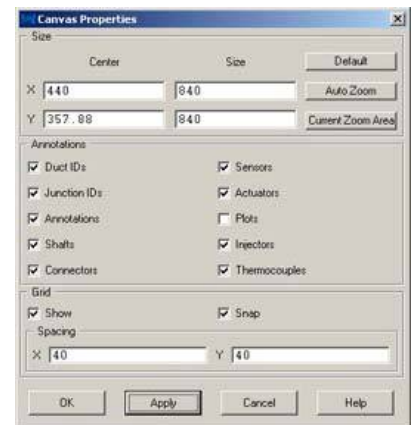 Canvas Properties
Size
Center Size Default
X 440 840 Auto Zoom
Y 357.88 840 Current Zoom Area
Annotations
Duct IDs Sensors
Junction IDs Actuators
Annotations Plots
Shafts Injectors
Connectors Thermocouples
Grid
Show Snap
Spacing
X 40 Y 40
OK Apply Cancel Help